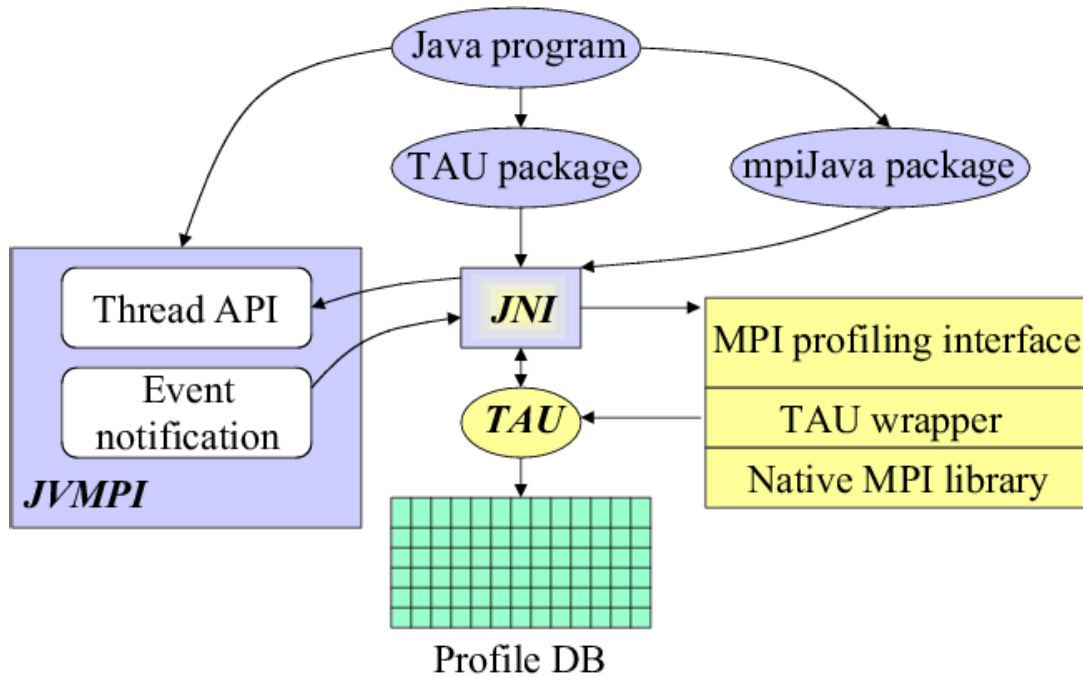 Java program
TAU package
mpiJava package
Thread API
JNI
MPI profiling interface
Event
notification
TAU
TAU wrapper
JVMPI
Native MPI library
Profile DB